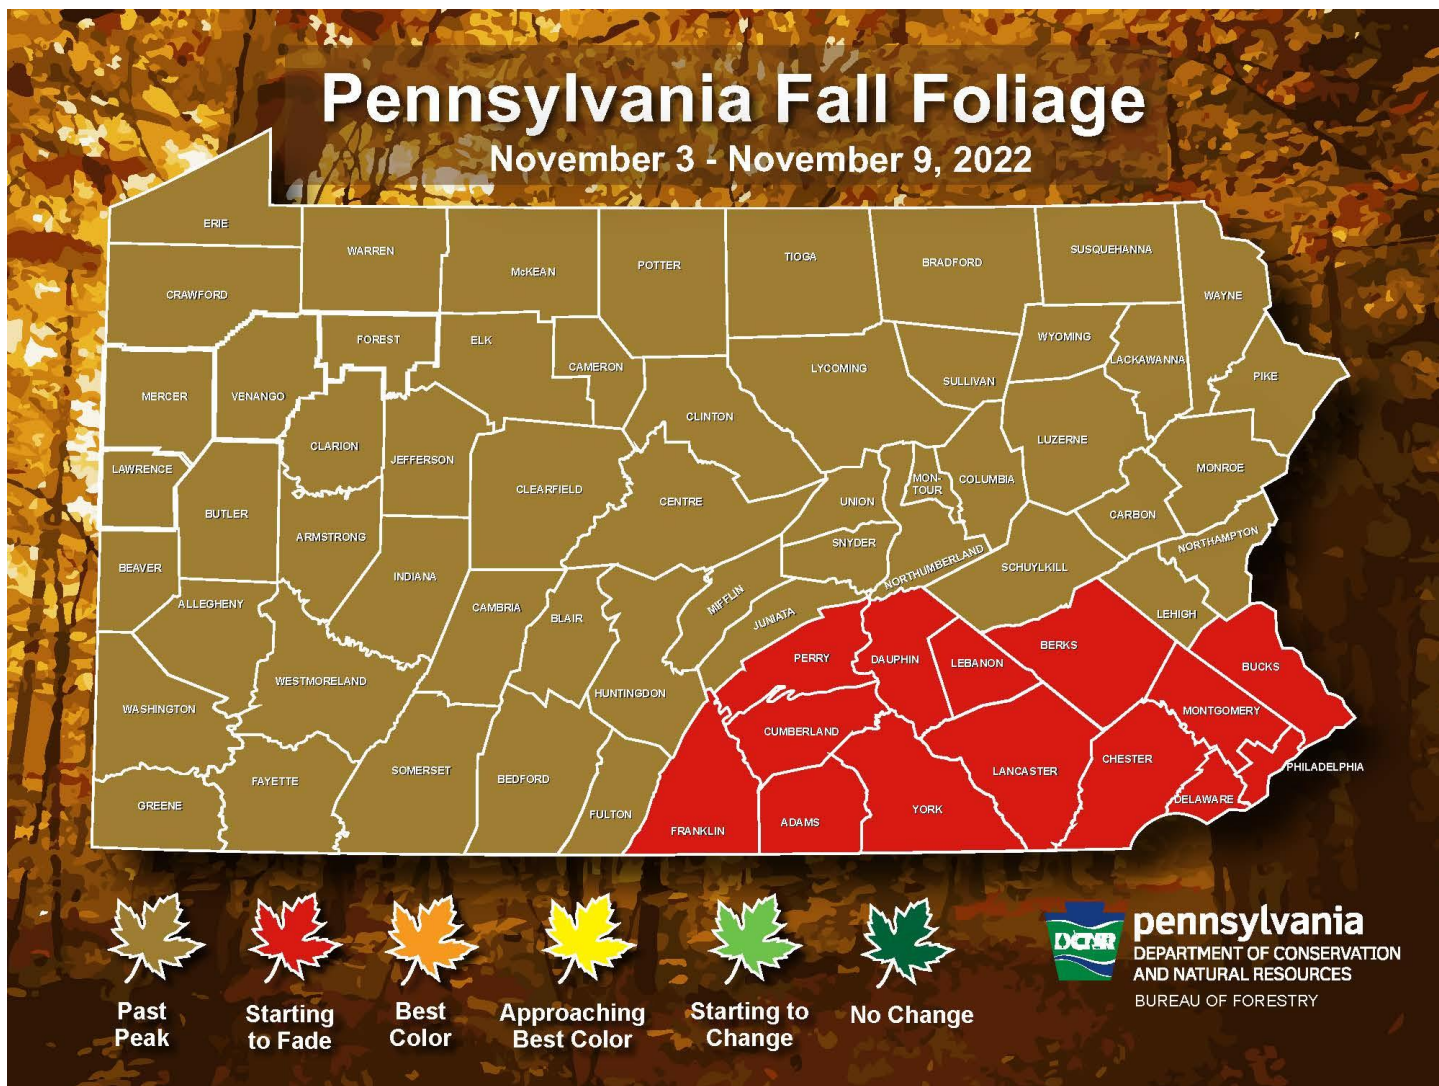 Pennsylvania Fall Foliage
November 3 - November 9, 2022
ERIE
WARREN
McKEAN
POTTER
TIOGA
BRADFORD
SUSQUEHANNA
WAYNE
CRAWFORD
FOREST
ELK
CAMERON
LYCOMING
SULLIVAN
WYOMING
LACKAWANNA
PIKE
MERCER
VENANGO
CLARION
JEFFERSON
CLINTON
LUZERNE
MONROE
LAWRENCE
BUTLER
ARMSTRONG
CLEARFIELD
CENTRE
UNION
MON-
TOUR
COLUMBIA
CARBON
NORTHAMPTON
BEAVER
ALLEGHENY
INDIANA
CAMBRIA
BLAIR
MIFFLIN
JUNIATA
SNYDER
NORTHUMBERLAND
SCHUYLKILL
LEHIGH
WASHINGTON
WESTMORELAND
HUNTINGDON
PERRY
DAUPHIN
LEBANON
BERKS
BUCKS
MONTGOMERY
GREENE
FAYETTE
SOMERSET
BEDFORD
FULTON
FRANKLIN
CUMBERLAND
ADAMS
YORK
LANCASTER
CHESTER
DELAWARE
PHILADELPHIA
Past
Peak
Starting
to Fade
Best
Color
Approaching
Best Color
Starting to
Change
No Change
DCNR
pennsylvania
DEPARTMENT OF CONSERVATION
AND NATURAL RESOURCES
BUREAU OF FORESTRY